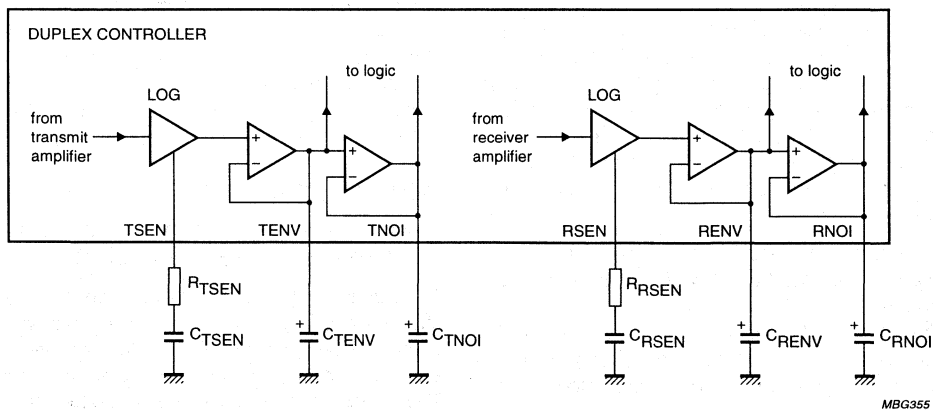 DUPLEX CONTROLLER
to logic
to logic
LOG
LOG
from
transmit
amplifier
from
receiver
amplifier
+
−
+
−
+
−
+
−
TSEN
TENV
TNOI
RSEN
RENV
RNOI
RTSEN
RRSEN
CTSEN
+
CTENV
+
CTNOI
CRSEN
+
CRENV
+
CRNOI
MBG355